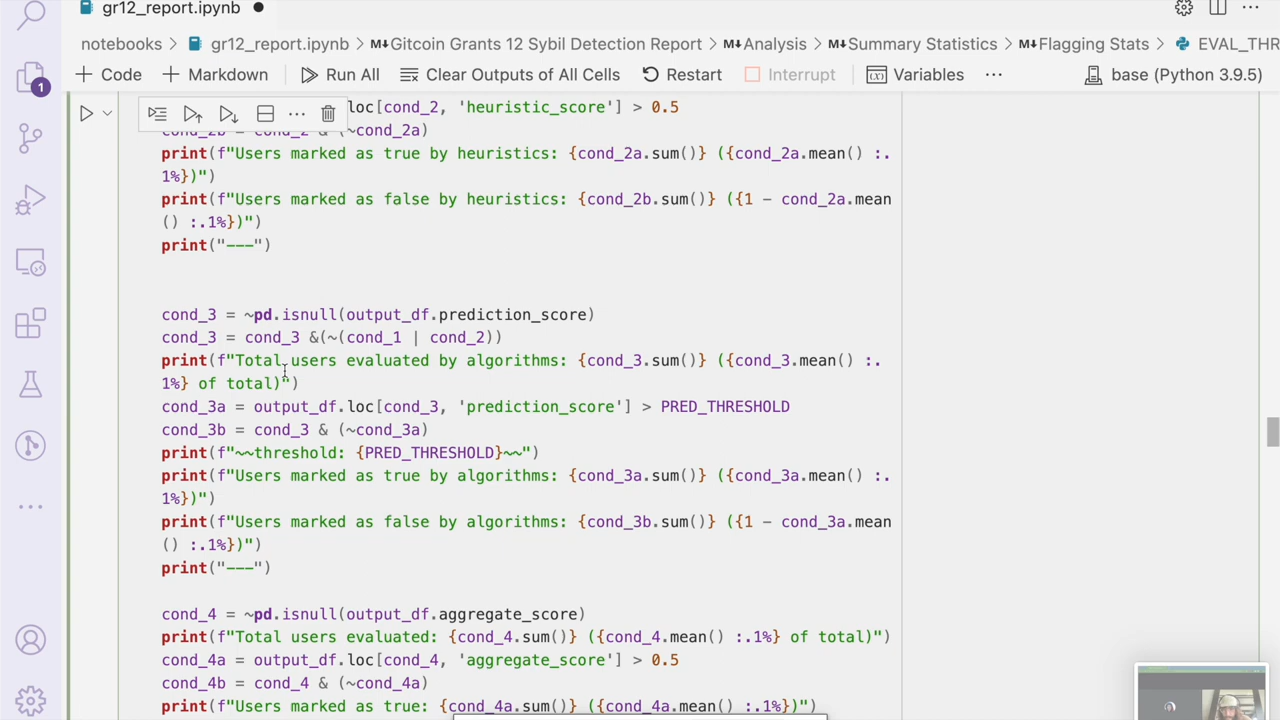 gr12_report.ipynb
notebooks > gr12_report.ipynb > M↓Gitcoin Grants 12 Sybil Detection Report > M↓Analysis > M↓Summary Statistics > M↓Flagging Stats > EVAL_THR
+ Code + Markdown Run All Clear Outputs of All Cells Restart Interrupt Variables ··· base (Python 3.9.5)
1
loc[cond_2, 'heuristic_score'] > 0.5
cond_2b = cond_2 & (~cond_2a)
print(f"Users marked as true by heuristics: {cond_2a.sum()} ({cond_2a.mean() :.
1%})")
print(f"Users marked as false by heuristics: {cond_2b.sum()} ({1 - cond_2a.mean
() :.1%})")
print("---")
cond_3 = ~pd.isnull(output_df.prediction_score)
cond_3 = cond_3 &(~(cond_1 | cond_2))
print(f"Total users evaluated by algorithms: {cond_3.sum()} ({cond_3.mean() :.
1%} of total)")
cond_3a = output_df.loc[cond_3, 'prediction_score'] > PRED_THRESHOLD
cond_3b = cond_3 & (~cond_3a)
print(f"~~threshold: {PRED_THRESHOLD}~~")
print(f"Users marked as true by algorithms: {cond_3a.sum()} ({cond_3a.mean() :.
1%})")
print(f"Users marked as false by algorithms: {cond_3b.sum()} ({1 - cond_3a.mean
() :.1%})")
print("---")
cond_4 = ~pd.isnull(output_df.aggregate_score)
print(f"Total users evaluated: {cond_4.sum()} ({cond_4.mean() :.1%} of total)")
cond_4a = output_df.loc[cond_4, 'aggregate_score'] > 0.5
cond_4b = cond_4 & (~cond_4a)
print(f"Users marked as true: {cond_4a.sum()} ({cond_4a.mean() :.1%})")